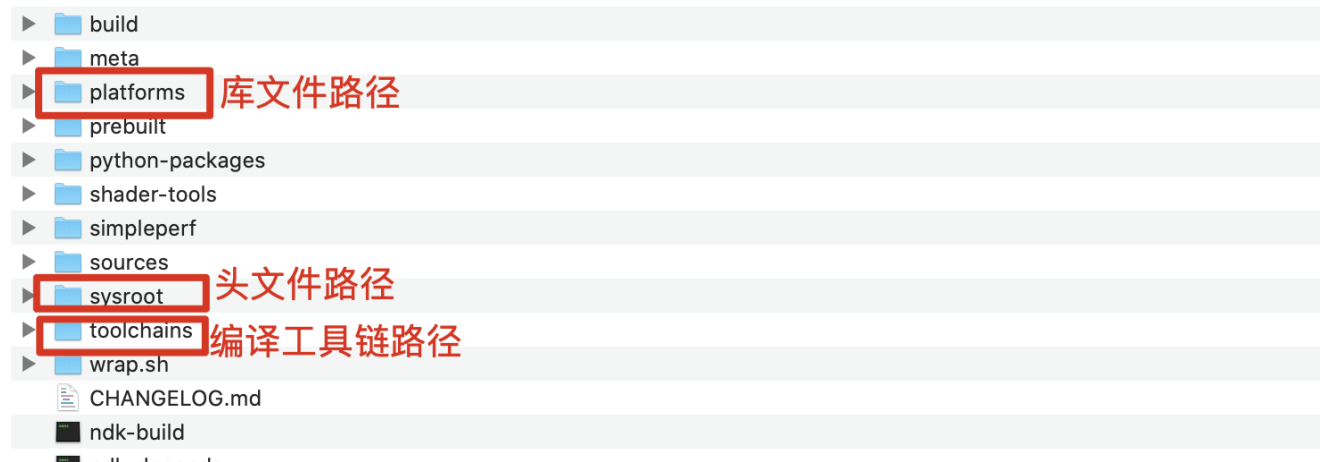 build
meta
platforms 库文件路径
prebuilt
python-packages
shader-tools
simpleperf
sources
sysroot 头文件路径
toolchains 编译工具链路径
wrap.sh
CHANGELOG.md
ndk-build